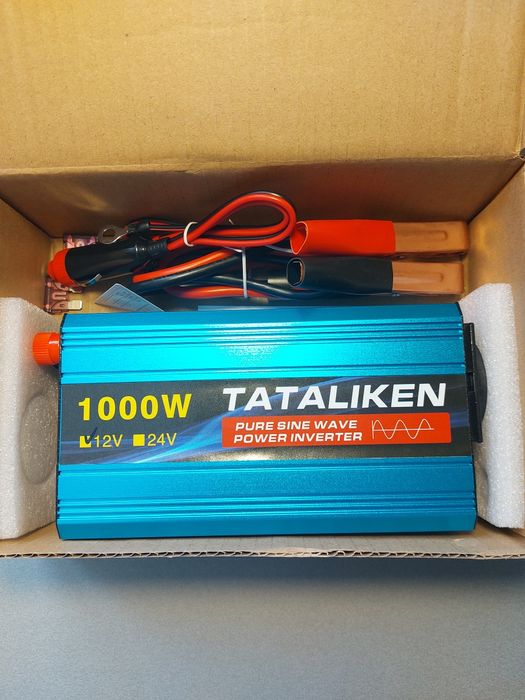 1000W
TATALIKEN
12V 24V
PURE SINE WAVE
POWER INVERTER